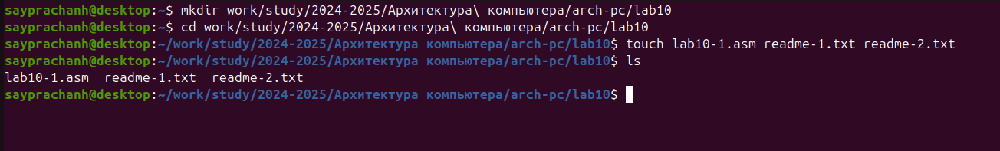 sayprachanh@desktop:~$ mkdir work/study/2024-2025/Архитектура\ компьютера/arch-pc/lab10
sayprachanh@desktop:~$ cd work/study/2024-2025/Архитектура\ компьютера/arch-pc/lab10
sayprachanh@desktop:~/work/study/2024-2025/Архитектура компьютера/arch-pc/lab10$ touch lab10-1.asm readme-1.txt readme-2.txt
sayprachanh@desktop:~/work/study/2024-2025/Архитектура компьютера/arch-pc/lab10$ ls
lab10-1.asm  readme-1.txt  readme-2.txt
sayprachanh@desktop:~/work/study/2024-2025/Архитектура компьютера/arch-pc/lab10$